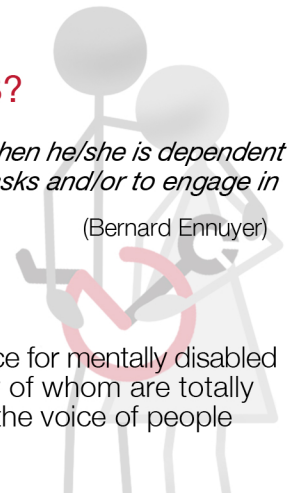 ?
hen he/she is dependent
asks and/or to engage in
(Bernard Ennuyer)
ce for mentally disabled
of whom are totally
the voice of people